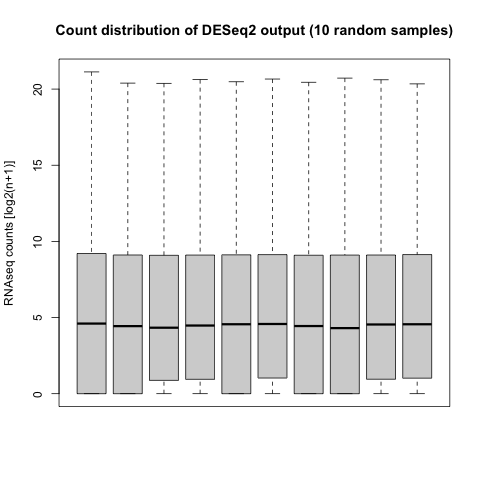 Count distribution of DESeq2 output (10 random samples)
RNAseq counts [log2(n+1)]
20
15
10
5
0